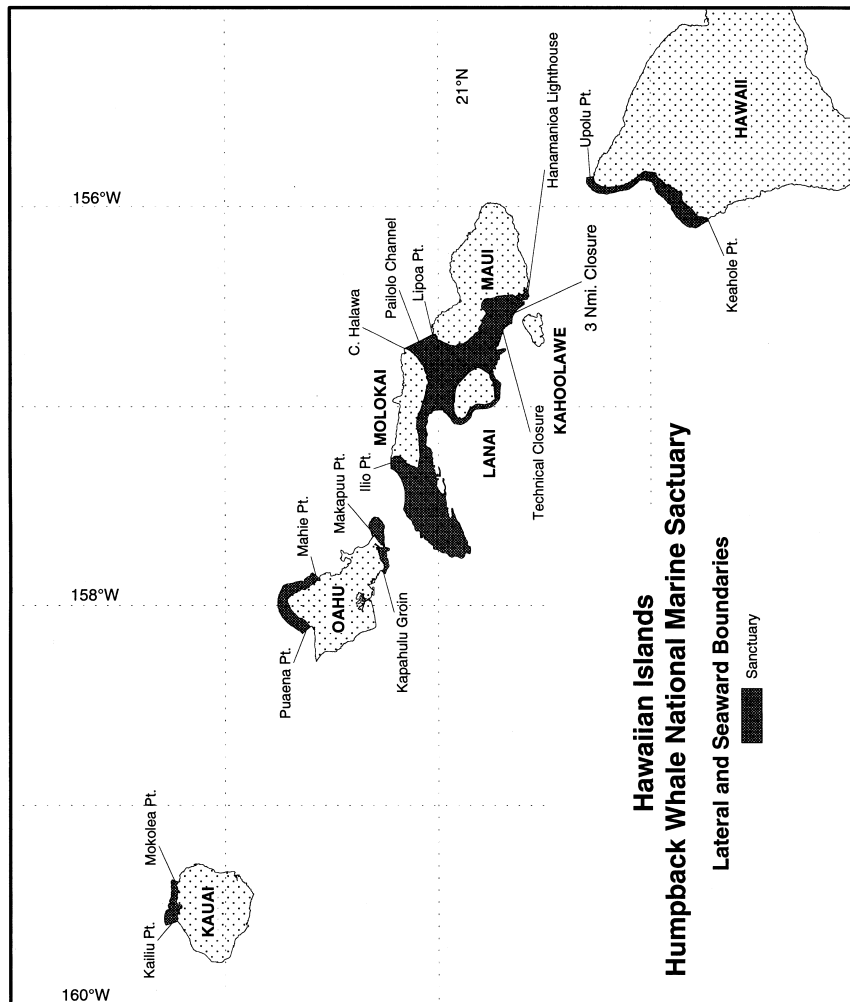 160°W
158°W
156°W
21°N
Kailiu Pt.
Mokolea Pt.
KAUAI
Puaena Pt.
Mahie Pt.
OAHU
Makapuu Pt.
Kapahulu Groin
Ilio Pt.
MOLOKAI
C. Halawa
Pailolo Channel
Lipoa Pt.
MAUI
LANAI
KAHOOLAWE
Technical Closure
3 Nmi. Closure
Hanamanioa Lighthouse
Upolu Pt.
HAWAII
Keahole Pt.
Hawaiian Islands
Humpback Whale National Marine Sactuary
Lateral and Seaward Boundaries
Sanctuary